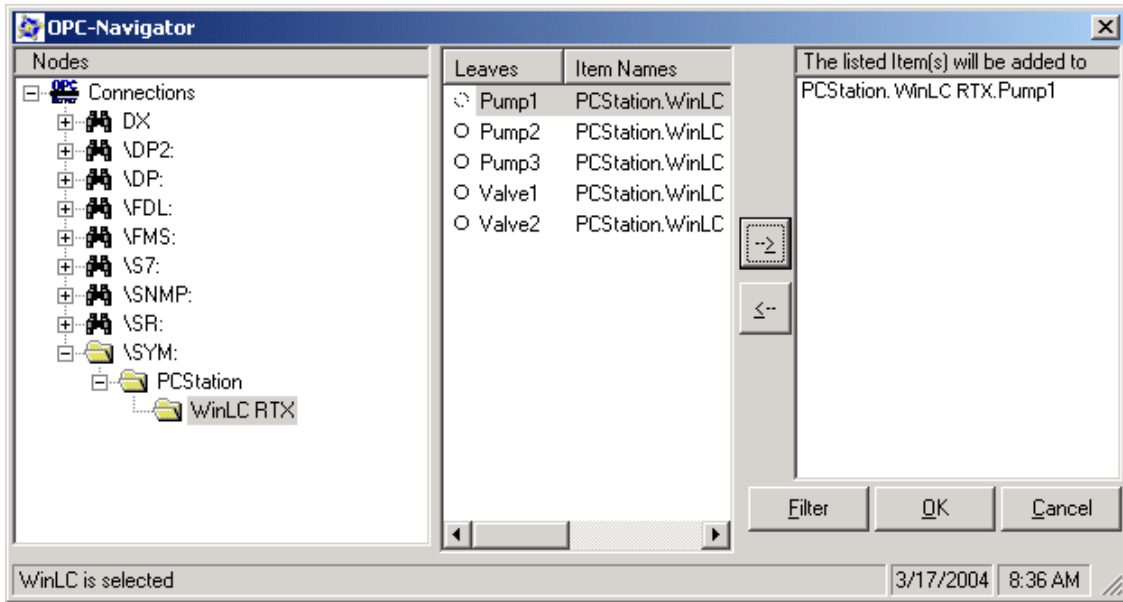 OPC-Navigator
Nodes
Connections
DX
\DP2:
\DP:
\FDL:
\FMS:
\S7:
\SNMP:
\SR:
\SYM:
PCStation
WinLC RTX
Leaves Item Names
Pump1 PCStation.WinLC
Pump2 PCStation.WinLC
Pump3 PCStation.WinLC
Valve1 PCStation.WinLC
Valve2 PCStation.WinLC
-->
<--
The listed Item(s) will be added to
PCStation. WinLC RTX.Pump1
Filter OK Cancel
WinLC is selected 3/17/2004 8:36 AM